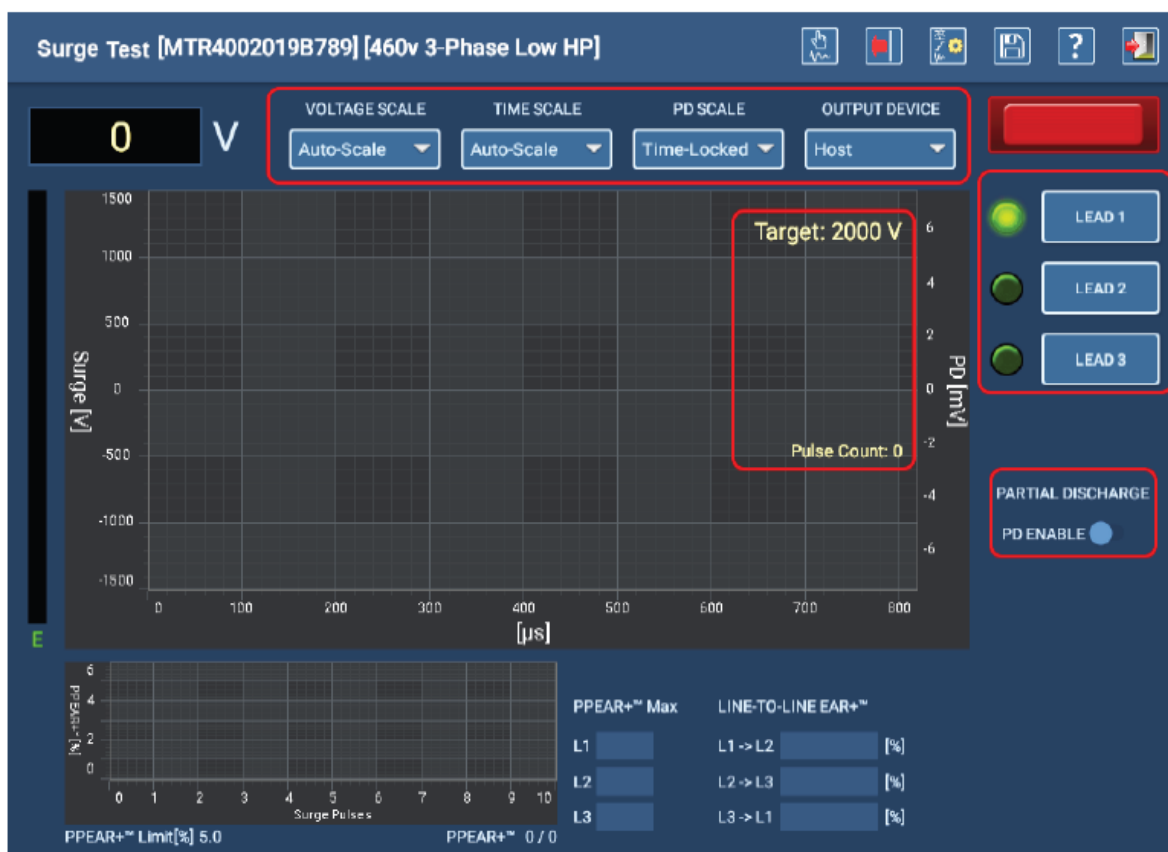 Surge Test [MTR4002019B789] [460v 3-Phase Low HP]
?
0 V
VOLTAGE SCALE TIME SCALE PD SCALE OUTPUT DEVICE
Auto-Scale Auto-Scale Time-Locked Host
LEAD 1
LEAD 2
LEAD 3
Target: 2000 V
Pulse Count: 0
Surge [V]
1500
1000
500
0
-500
-1000
-1500
PD [mV]
6
4
2
0
-2
-4
-6
0 100 200 300 400 500 600 700 800
[µs]
E
PARTIAL DISCHARGE
PD ENABLE
PPEAR+™ [%]
6
4
2
0
0 1 2 3 4 5 6 7 8 9 10
Surge Pulses
PPEAR+™ Limit[%] 5.0 PPEAR+™ 0 / 0
PPEAR+™ Max LINE-TO-LINE EAR+™
L1 L1 -> L2 [%]
L2 L2 -> L3 [%]
L3 L3 -> L1 [%]